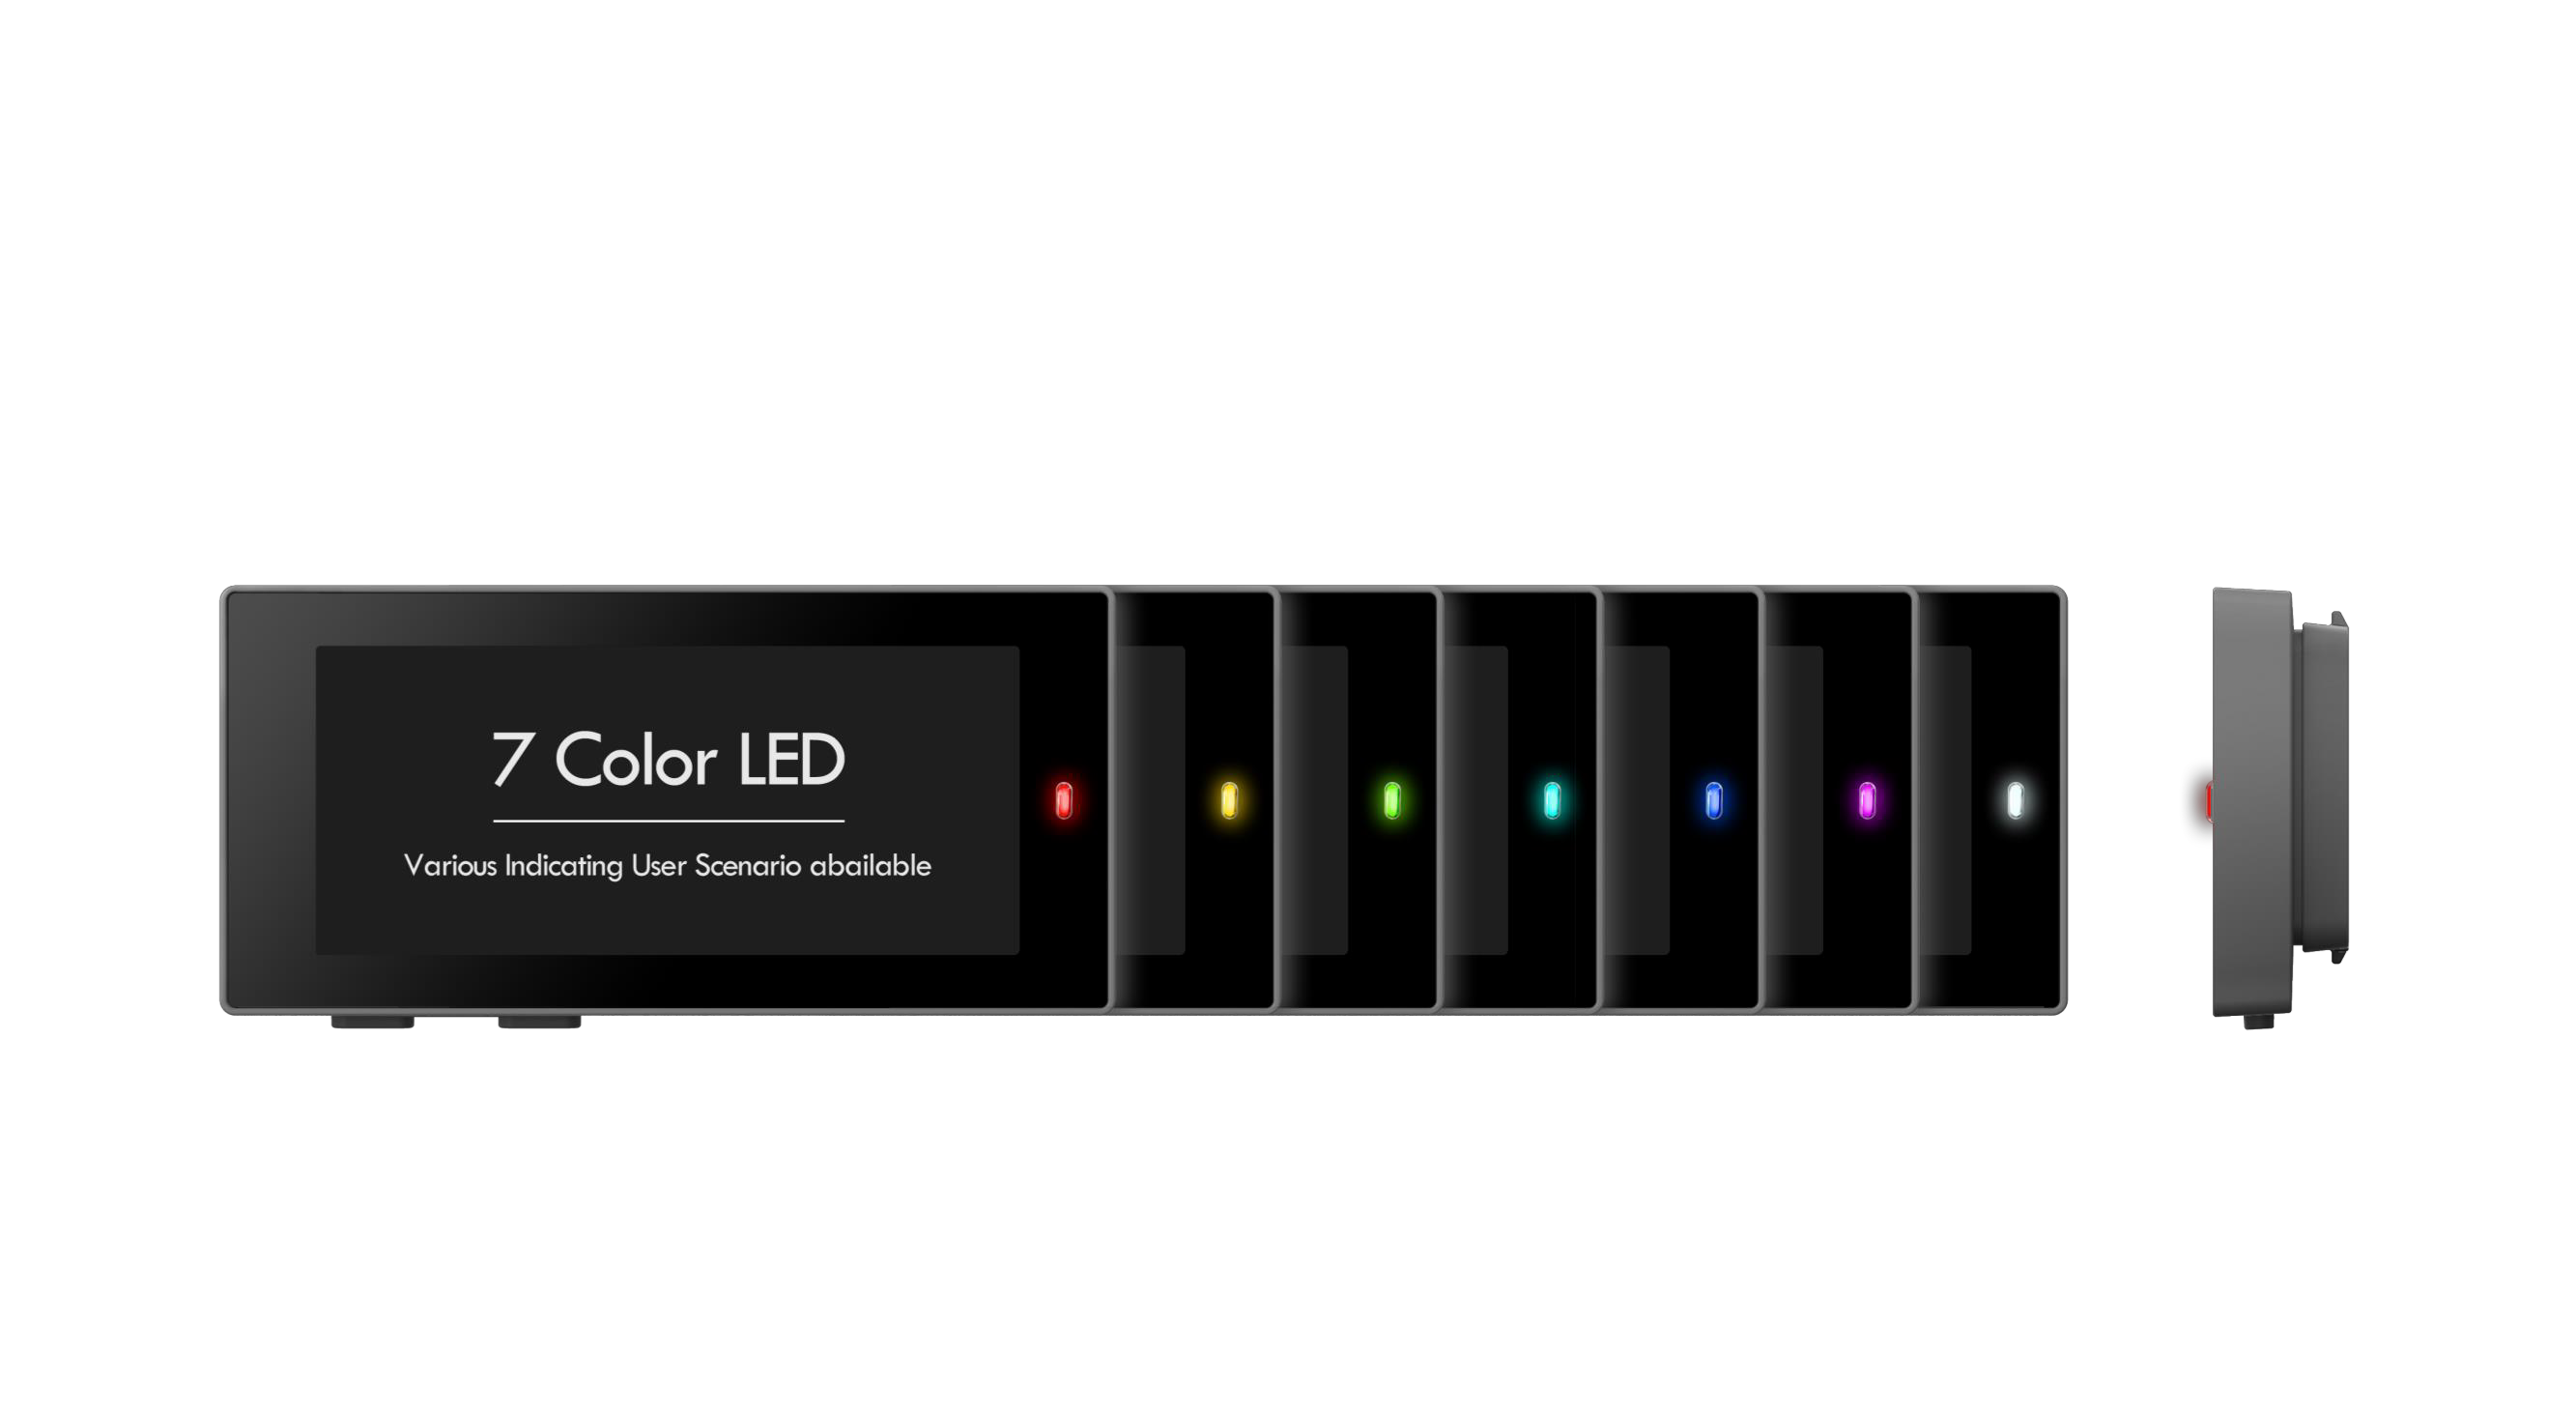 7 Color LED
Various Indicating User Scenario abailable